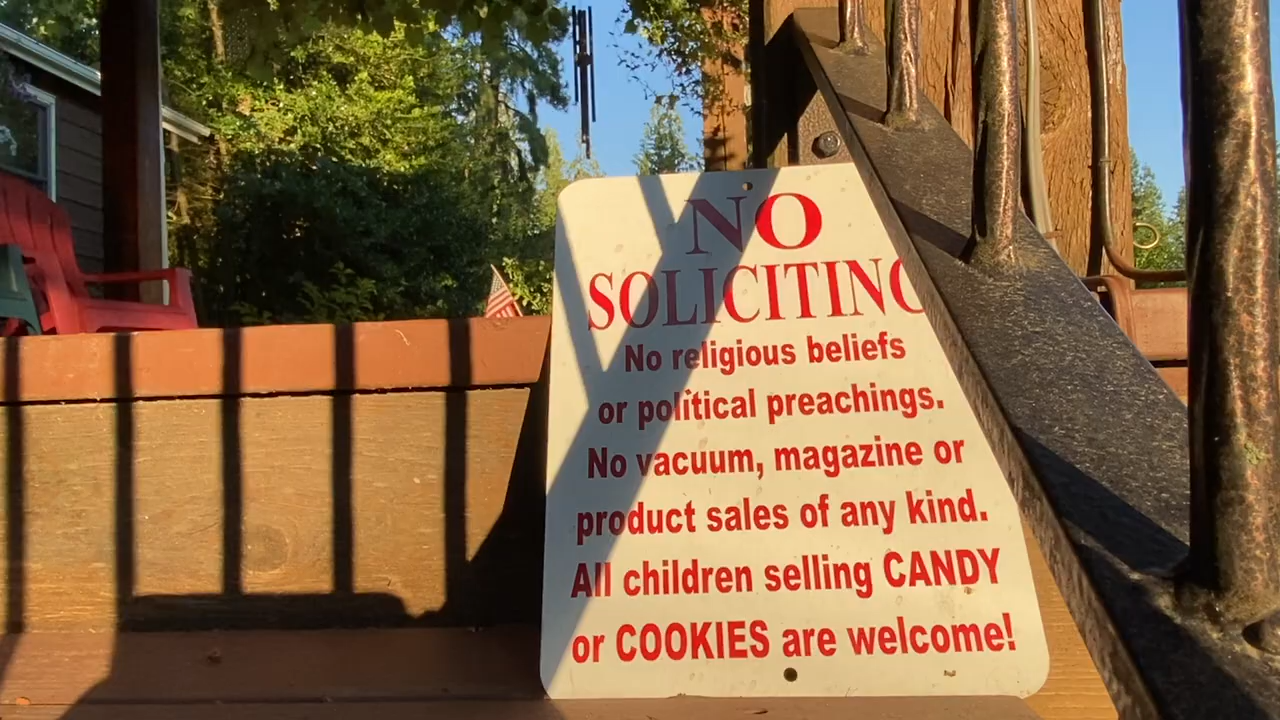 NO
SOLICITING
No religious beliefs
or political preachings.
No vacuum, magazine or
product sales of any kind.
All children selling CANDY
or COOKIES are welcome!